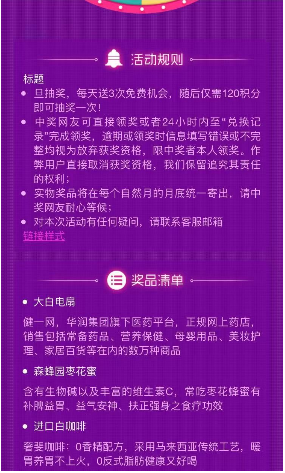 活动规则
标题
旦抽奖，每天送3次免费机会，随后仅需120积分
即可抽奖一次！
中奖网友可直接领奖或者24小时内至“兑换记
录”完成领奖，逾期或领奖时信息填写错误或不完
整均视为放弃获奖资格，限中奖者本人领奖。作
弊用户直接取消获奖资格，我们保留追究其责任
的权利；
实物奖品将在每个自然月的月底统一寄出，请中
奖网友耐心等候；
对本次活动有任何疑问，请联系客服邮箱
链接样式
奖品清单
大白电扇
健一网，华润集团旗下医药平台，正规网上药店，
销售包括常备药品、营养保健、母婴用品、美妆护
理、家居百货等在内的数万种商品
森蜂园枣花蜜
含有生物碱以及丰富的维生素C，常吃枣花蜂蜜有
补脾益胃、益气安神、扶正强身之食疗功效
进口白咖啡
奢斐咖啡：0香精配方，采用马来西亚传统工艺，暖
胃养胃不上火，0反式脂肪健康又好喝